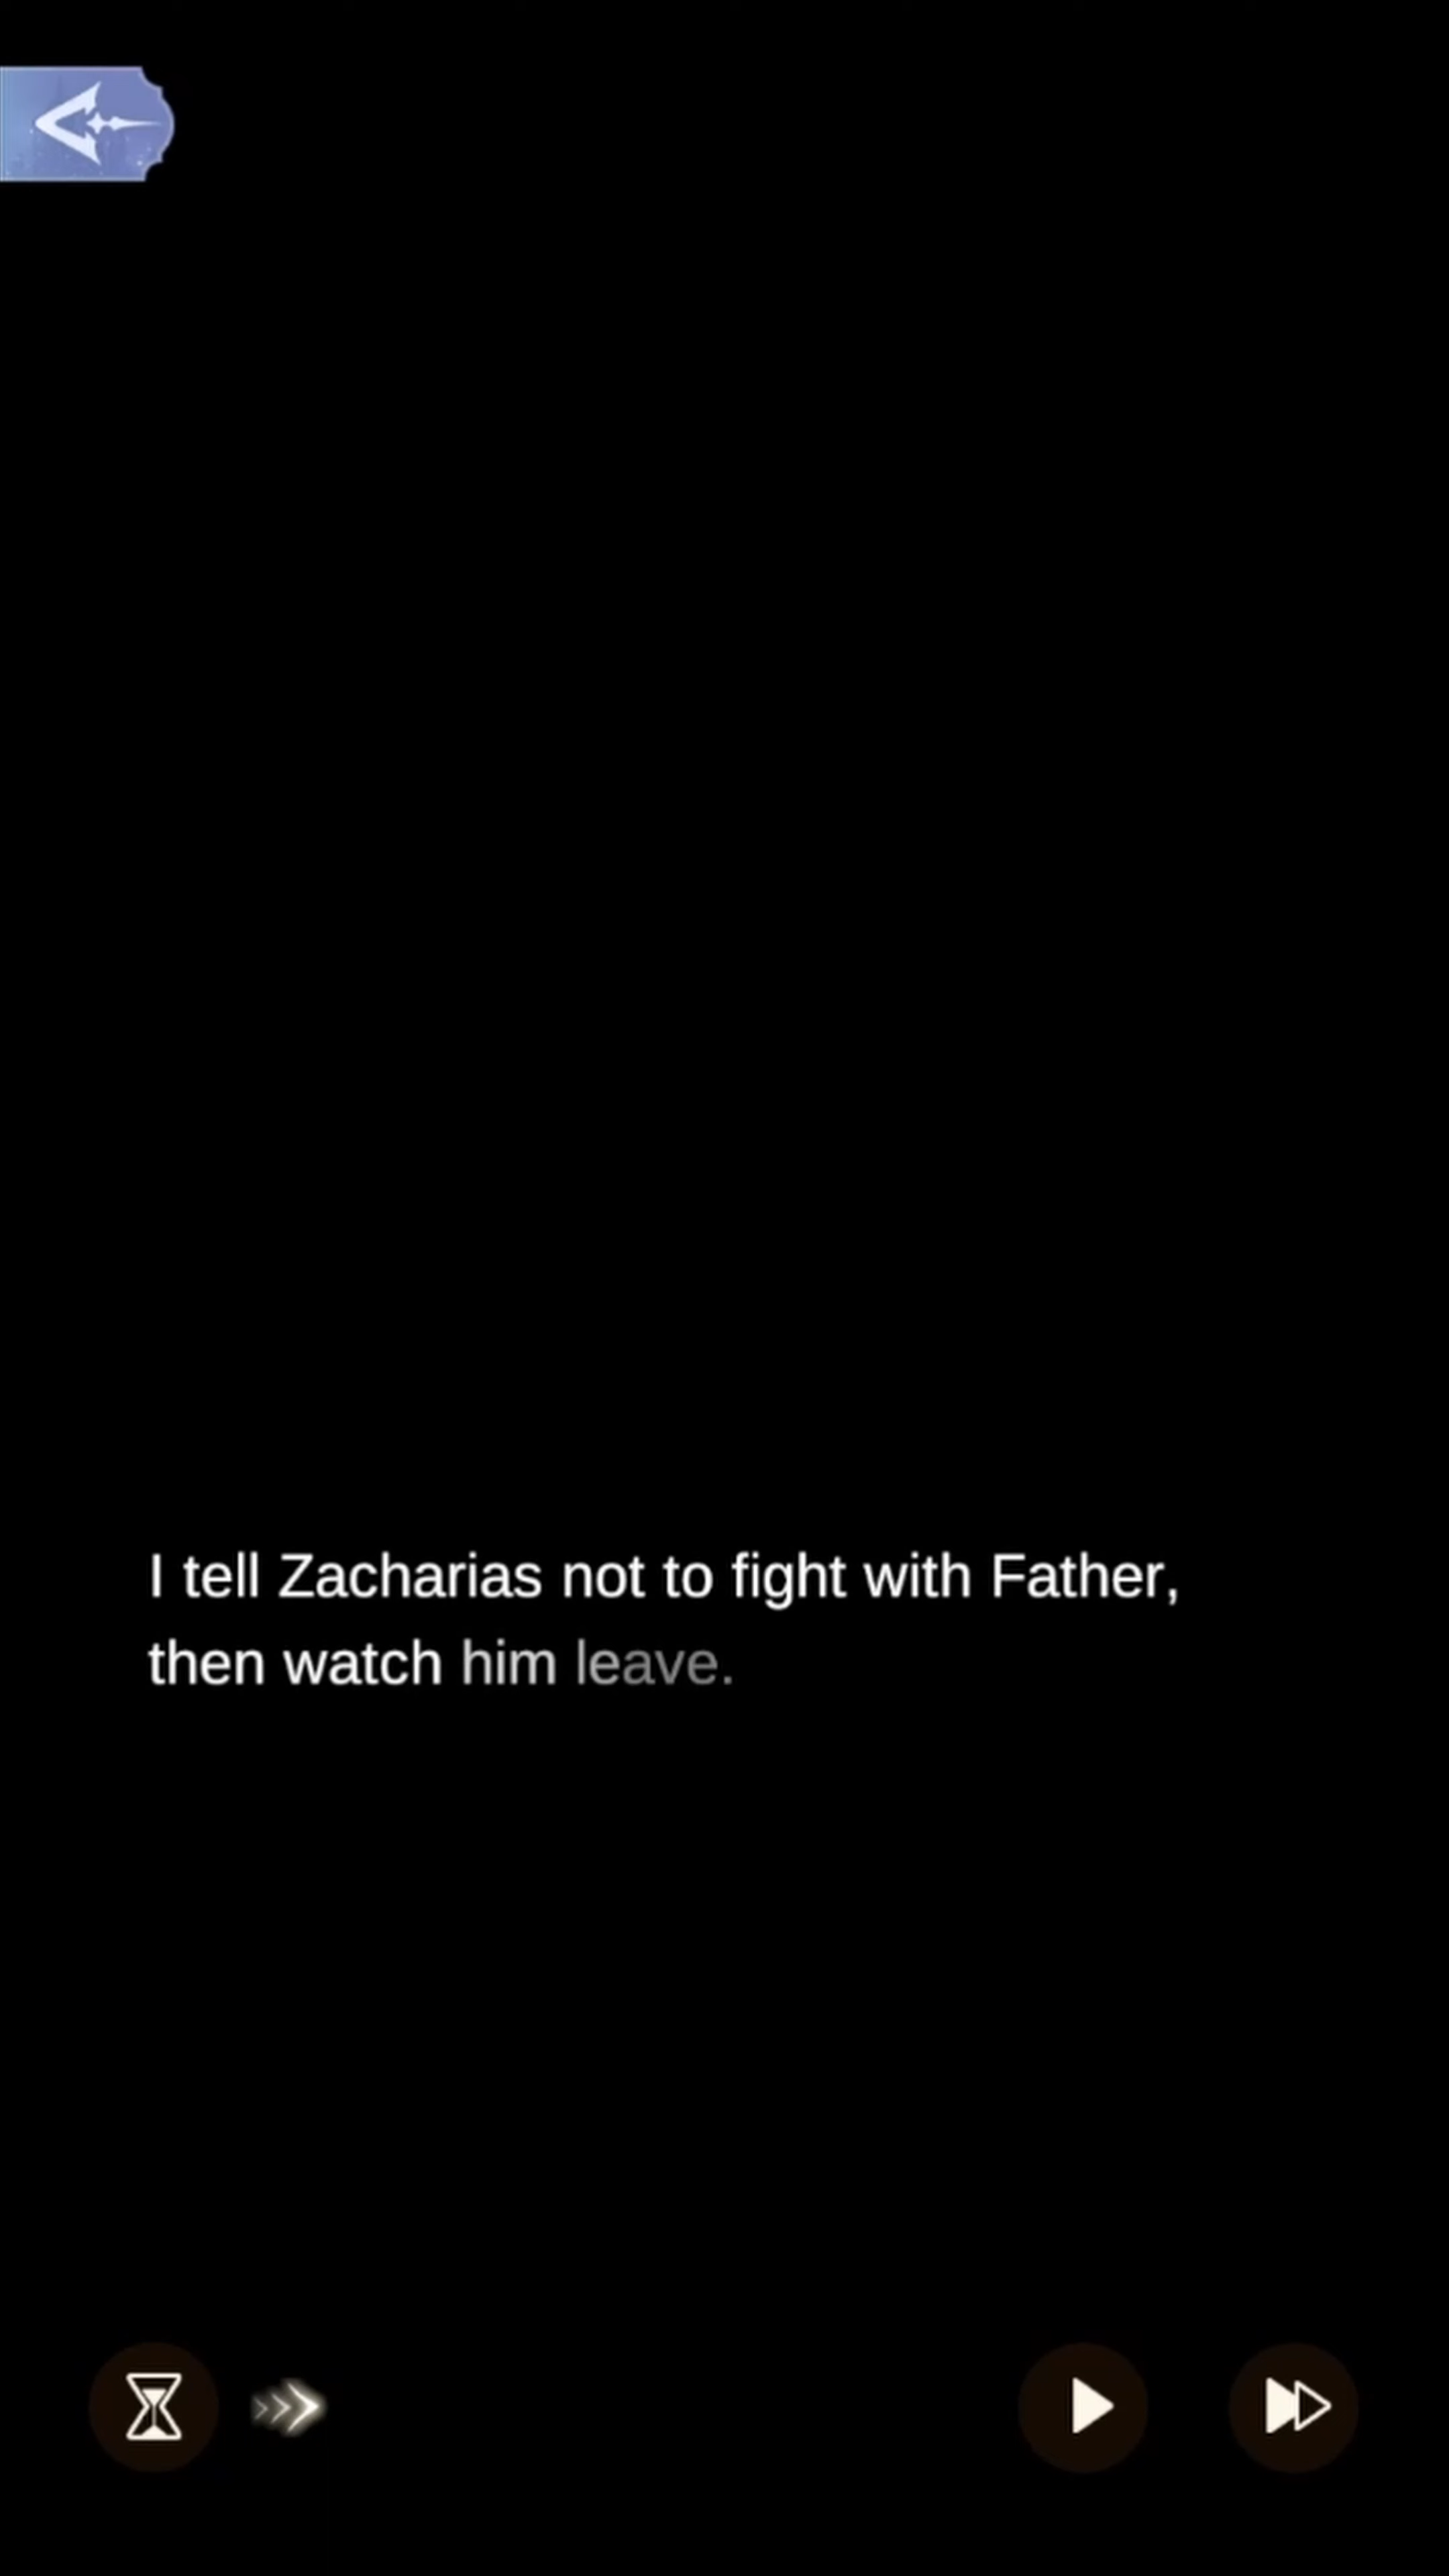 I tell Zacharias not to fight with Father,
then watch him leave.